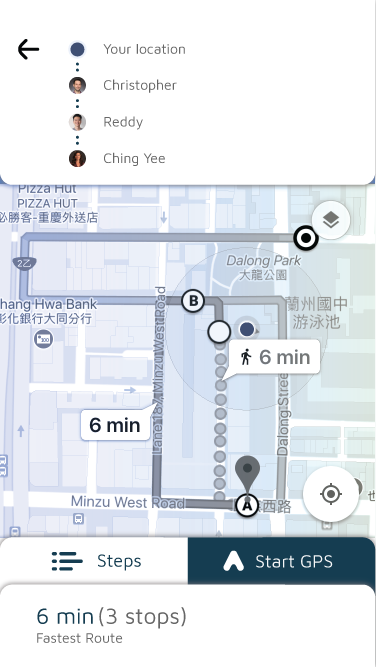 Your location
Christopher
Reddy
Ching Yee
Pizza Hut
PIZZA HUT
必勝客-重慶外送店
Dalong Park
大龍公園
2乙
hang Hwa Bank
彰化銀行大同分行
B
蘭州國中
游泳池
6 min
6 min
Lane 187, Minzu West Road
Dalong Street
Minzu West Road
A
西路
Steps
Start GPS
6 min (3 stops)
Fastest Route